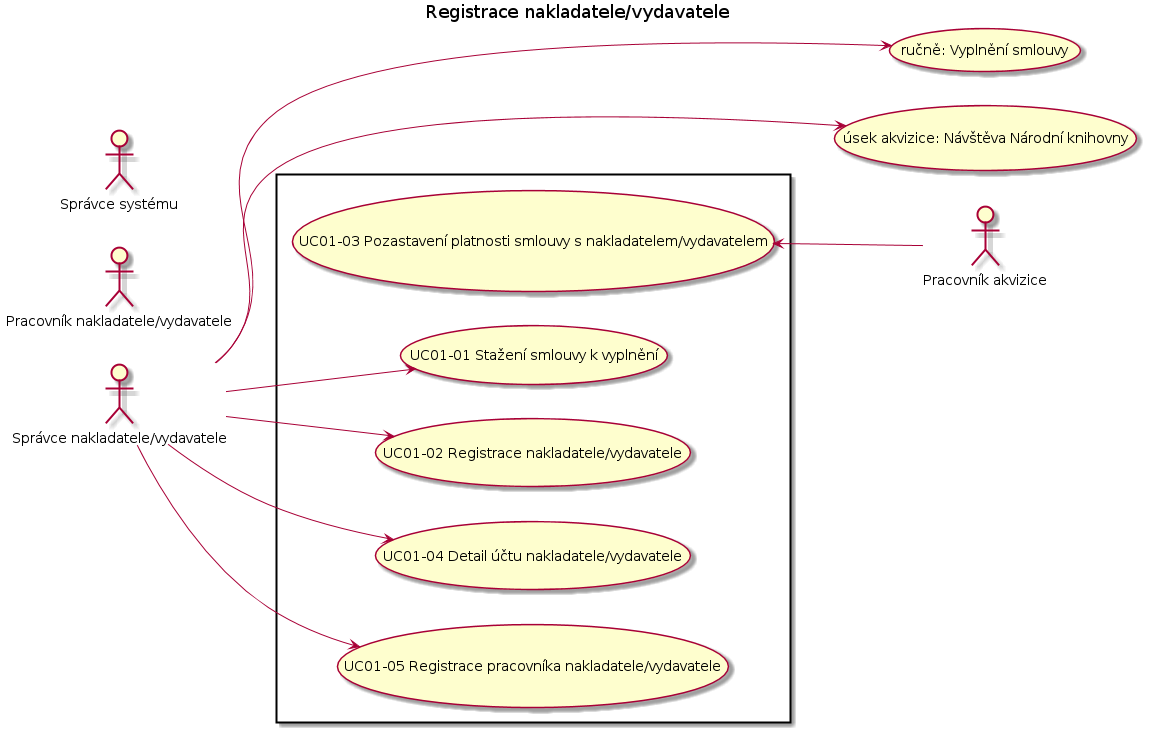 Registrace nakladatele/vydavatele
ručně: Vyplnění smlouvy
úsek akvizice: Návštěva Národní knihovny
Správce systému
UC01-03 Pozastavení platnosti smlouvy s nakladatelem/vydavatelem
Pracovník akvizice
Pracovník nakladatele/vydavatele
UC01-01 Stažení smlouvy k vyplnění
Správce nakladatele/vydavatele
UC01-02 Registrace nakladatele/vydavatele
UC01-04 Detail účtu nakladatele/vydavatele
UC01-05 Registrace pracovníka nakladatele/vydavatele